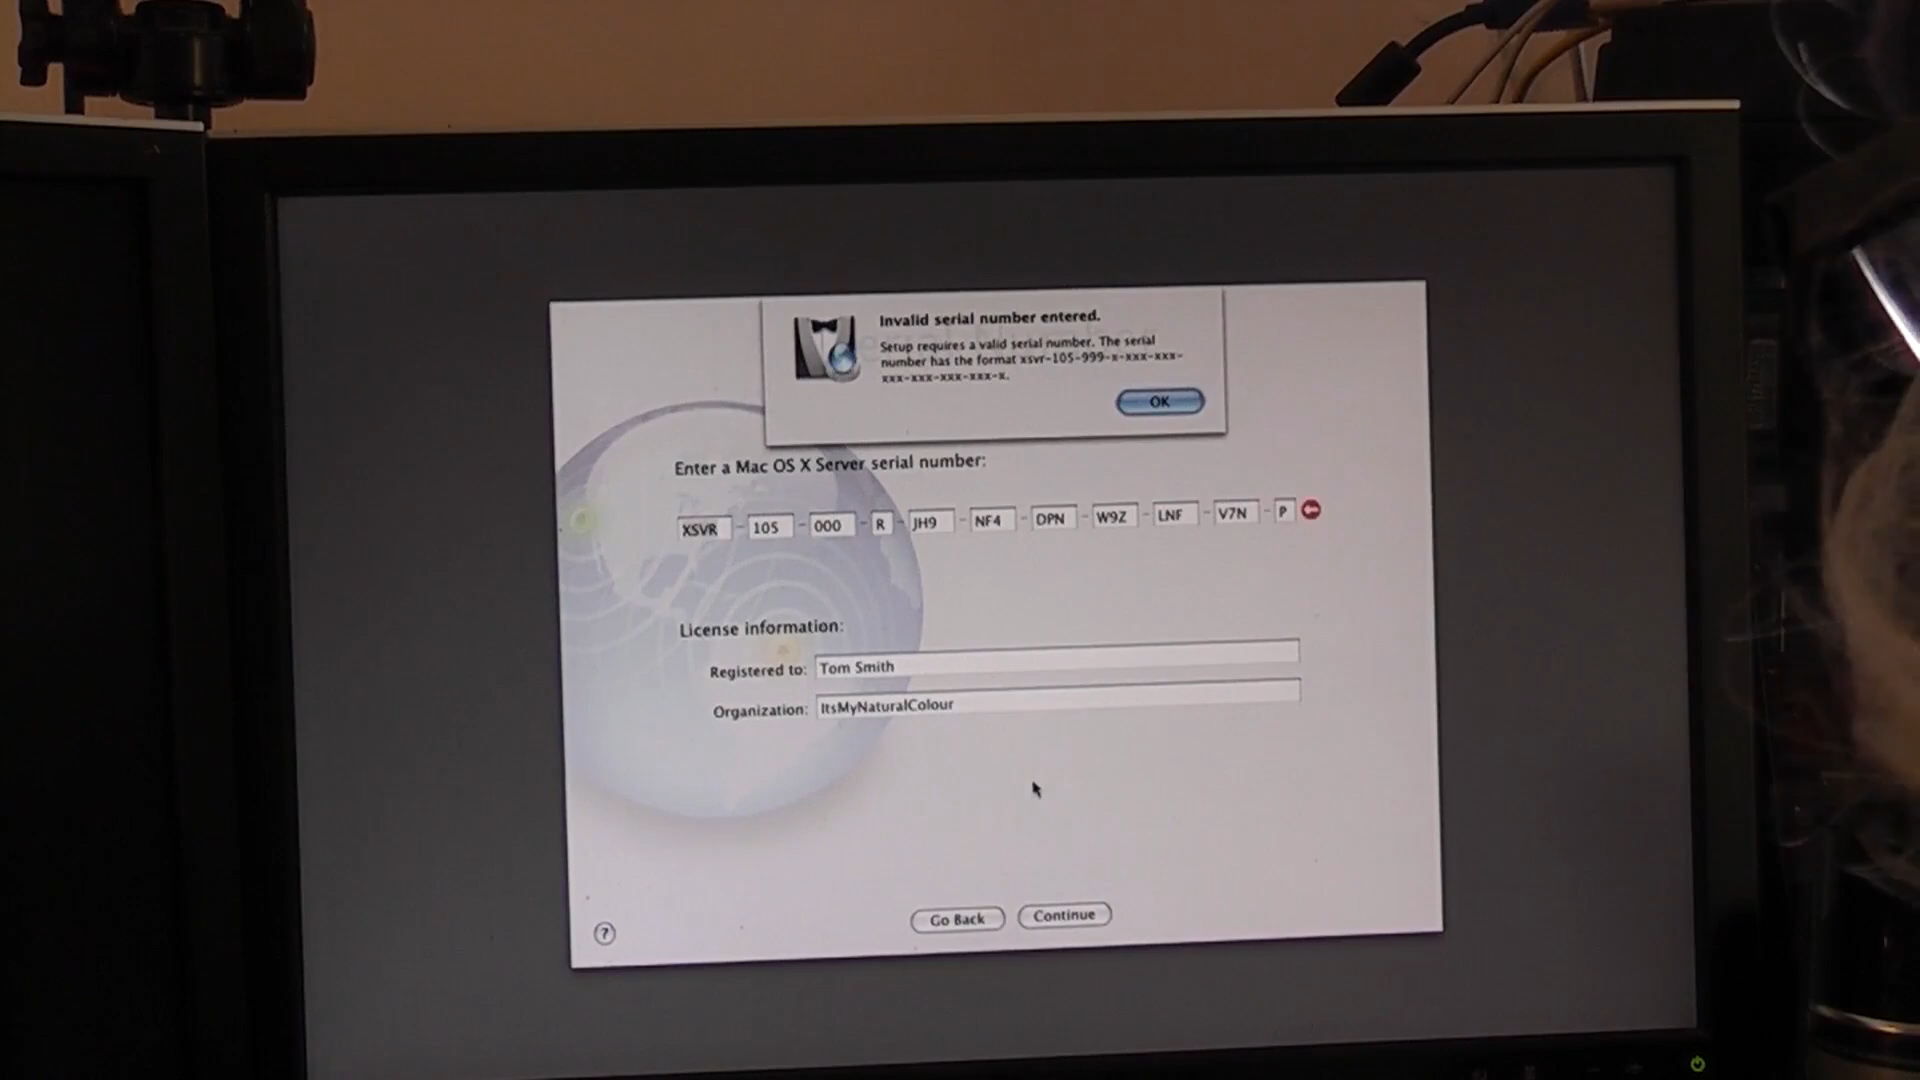 Invalid serial number entered.
Setup requires a valid serial number. The serial
number has the format xsvr-105-999-x-xxx-xxx-
xxx-xxx-xxx-xxx-x.
OK
Enter a Mac OS X Server serial number:
XSVR - 105 - 000 - R - JH9 - NF4 - DPN - W9Z - LNF - V7N - P
License information:
Registered to: Tom Smith
Organization: ItsMyNaturalColour
? Go Back Continue